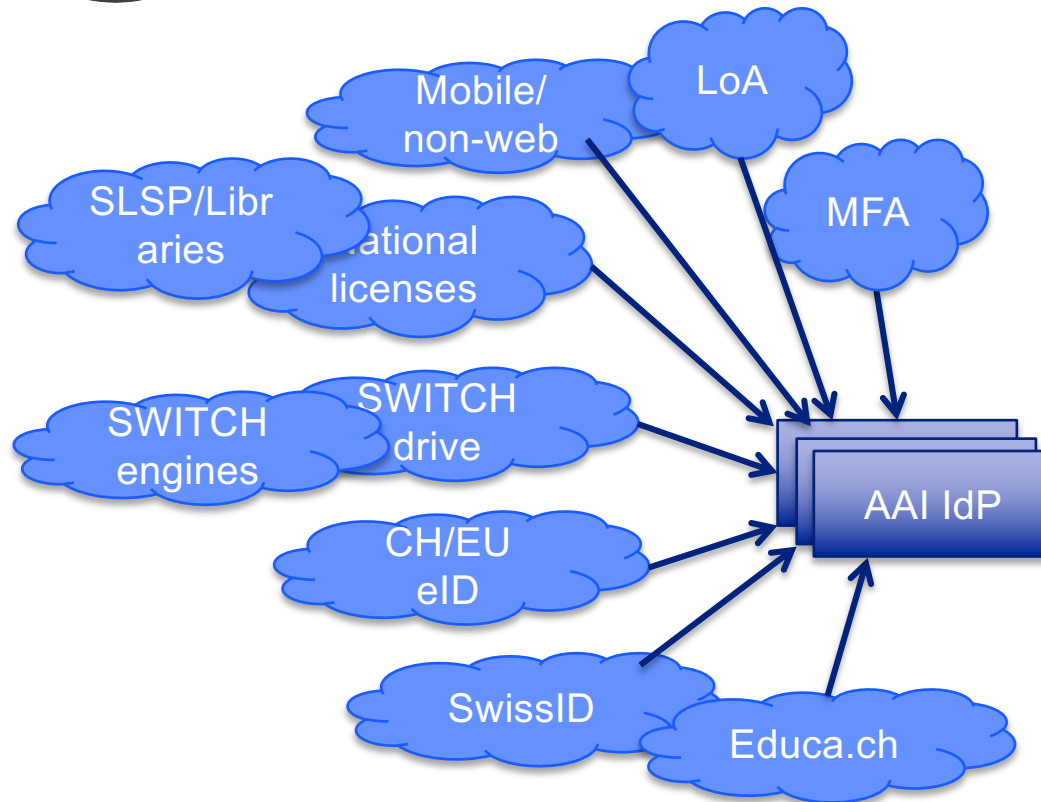 LoA
Mobile/
non-web
MFA
SLSP/Libr
aries
licenses
SWITCH
drive
SWITCH
engines
AAI IdP
CH/EU
eID
SwissID
Educa.ch